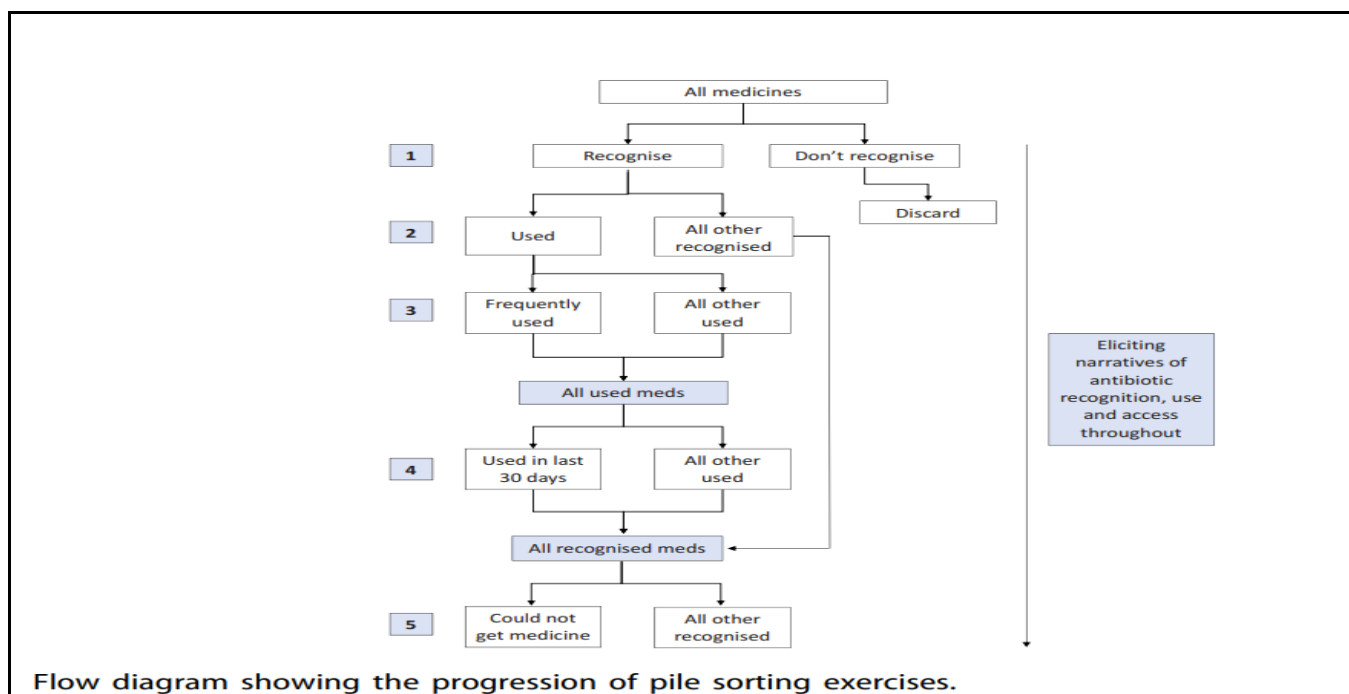 All medicines
1
Recognise
Don't recognise
Discard
2
Used
All other
recognised
3
Frequently
used
All other
used
All used meds
Eliciting
narratives of
antibiotic
recognition, use
and access
throughout
4
Used in last
30 days
All other
used
All recognised meds
5
Could not
get medicine
All other
recognised
Flow diagram showing the progression of pile sorting exercises.